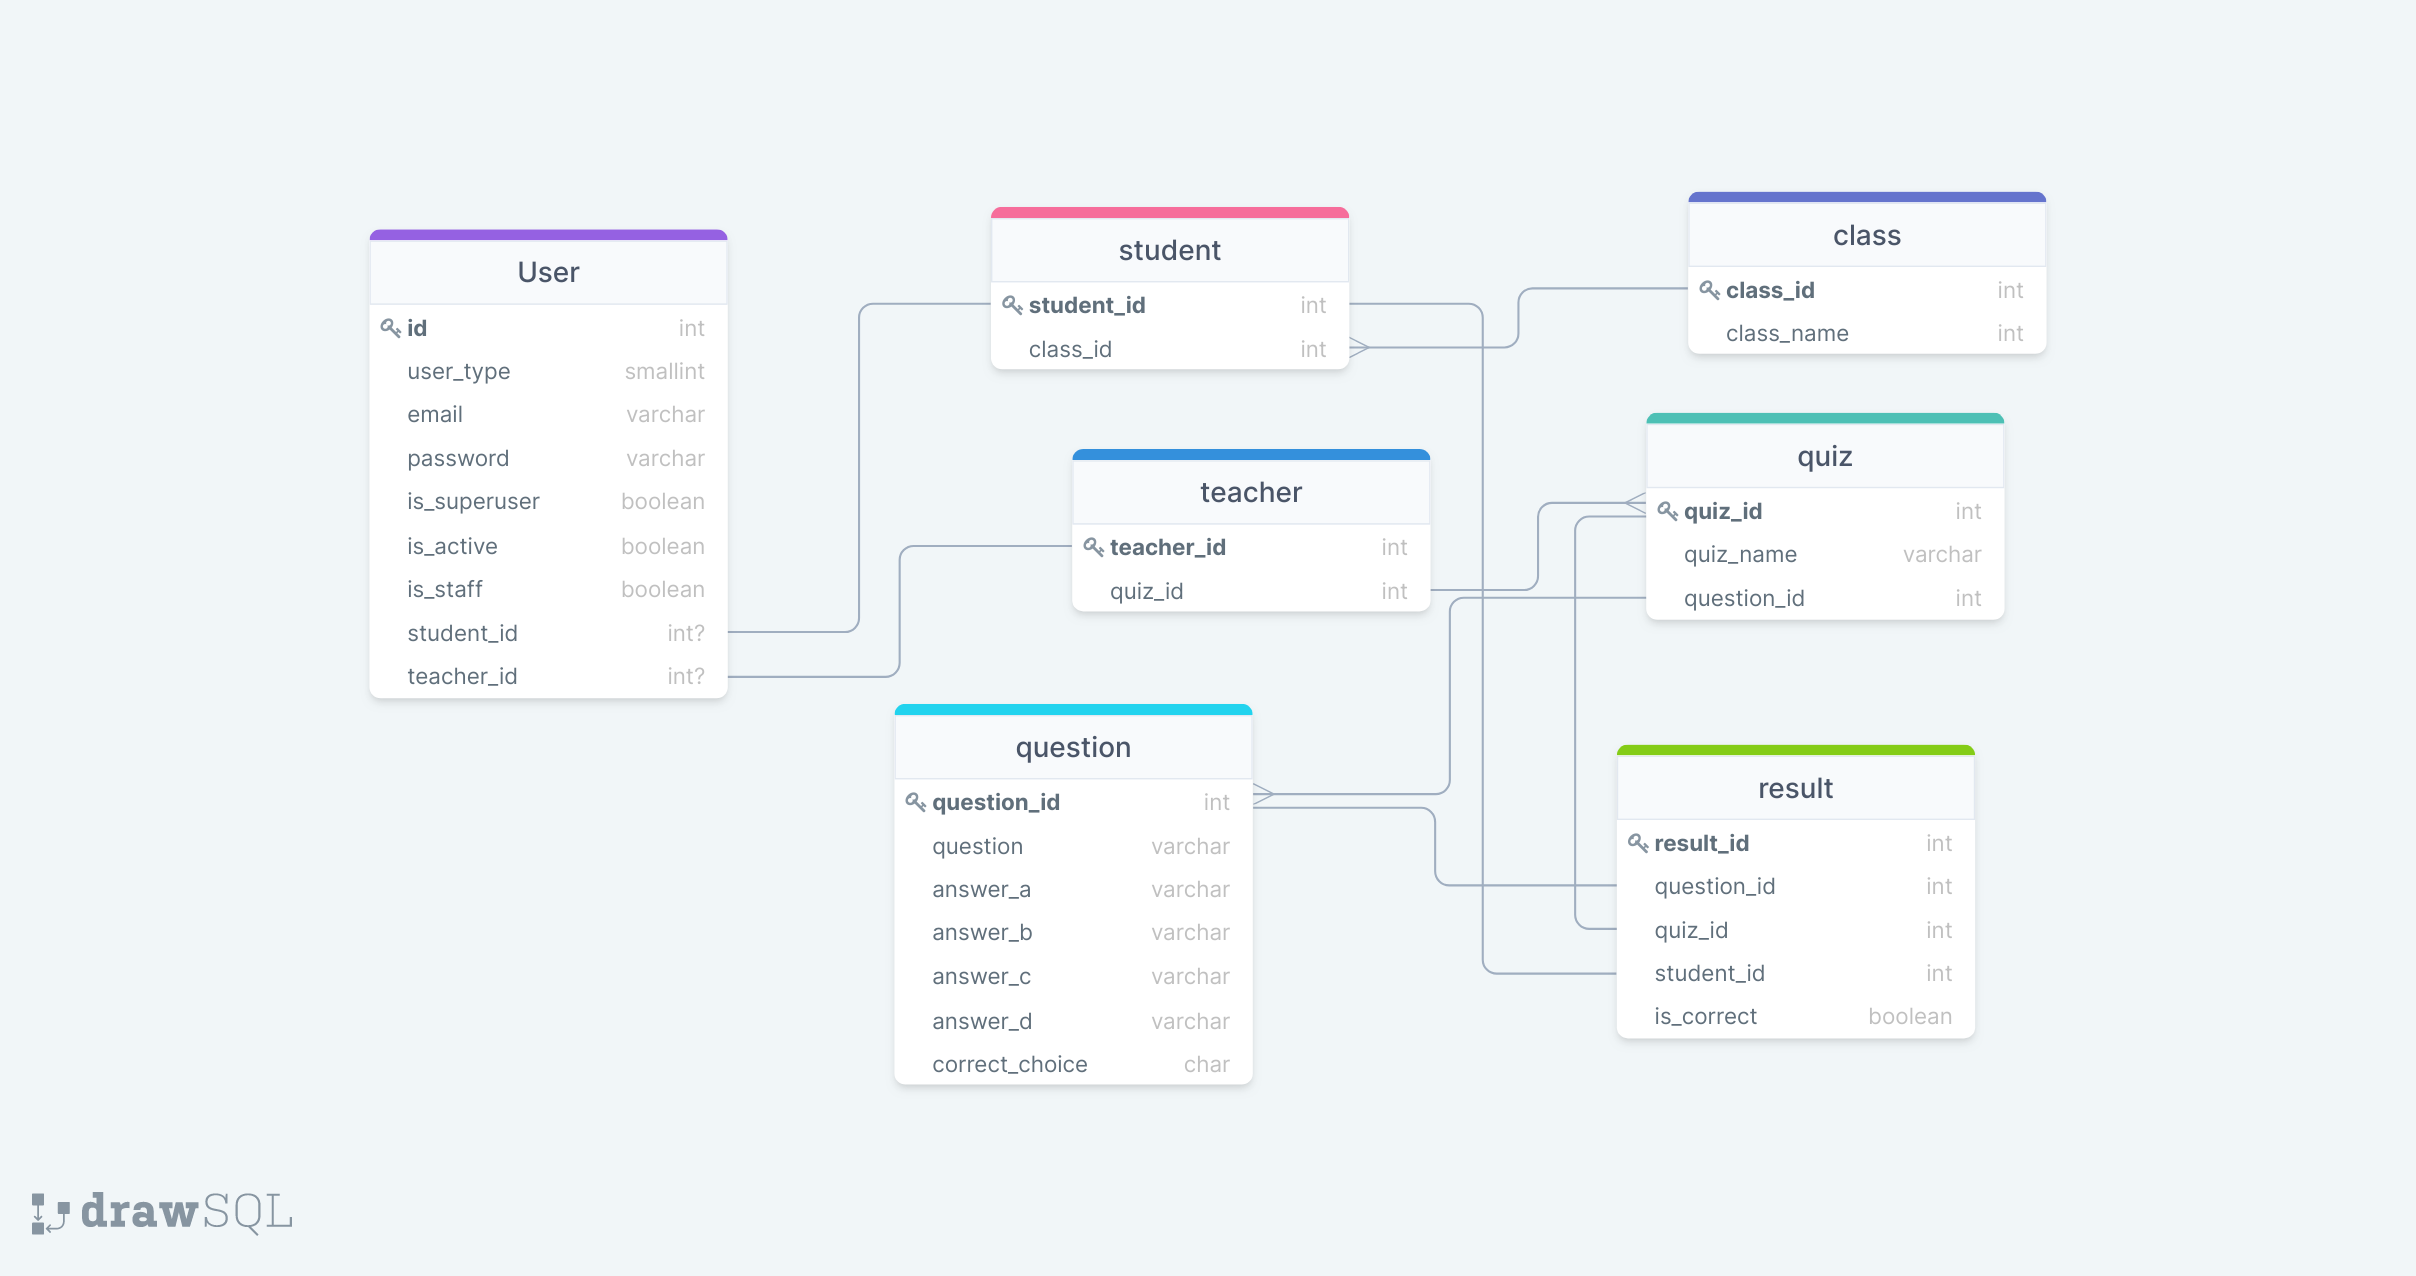 User
id int
user_type smallint
email varchar
password varchar
is_superuser boolean
is_active boolean
is_staff boolean
student_id int?
teacher_id int?
student
student_id int
class_id int
class
class_id int
class_name int
teacher
teacher_id int
quiz_id int
quiz
quiz_id int
quiz_name varchar
question_id int
question
question_id int
question varchar
answer_a varchar
answer_b varchar
answer_c varchar
answer_d varchar
correct_choice char
result
result_id int
question_id int
quiz_id int
student_id int
is_correct boolean
drawSQL